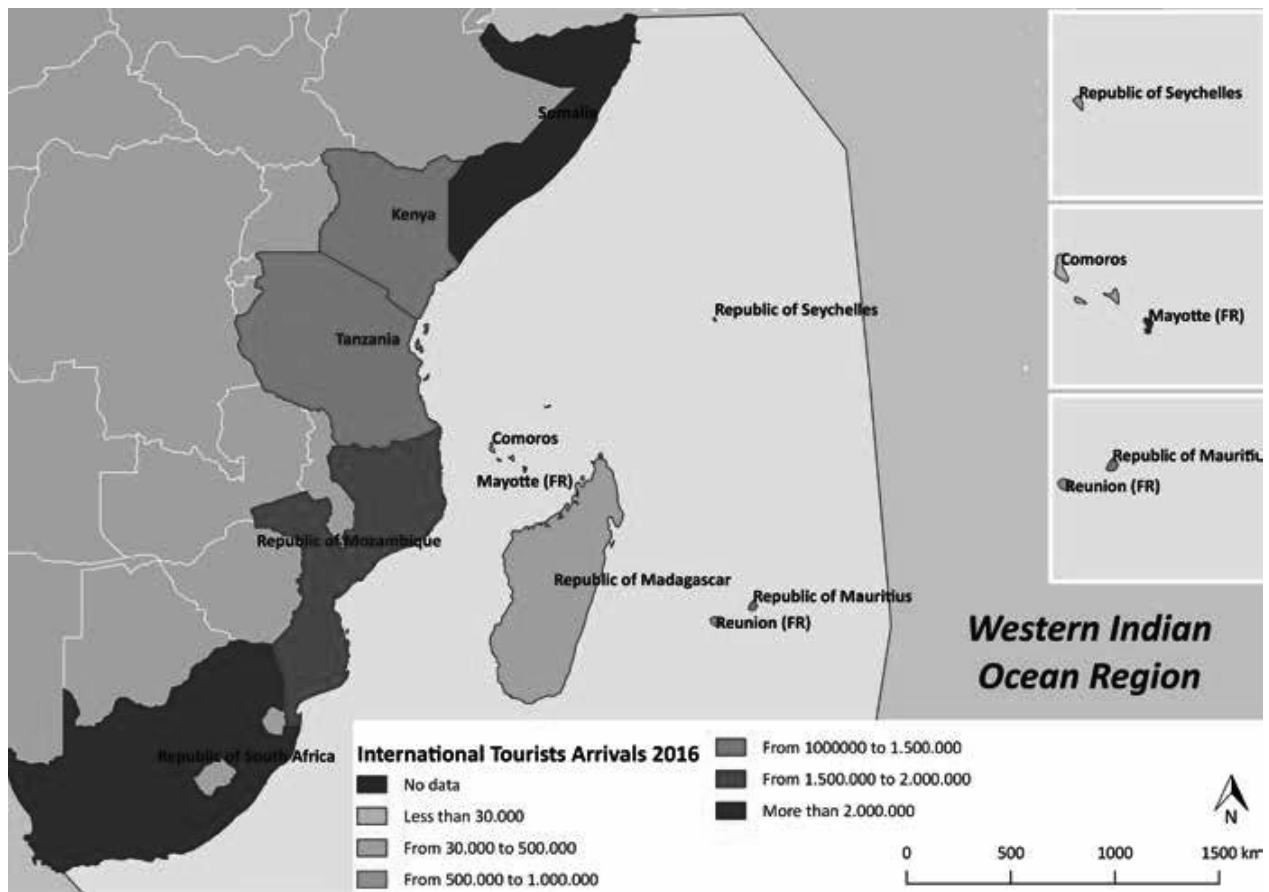 Somalia
Kenya
Tanzania
Comoros
Mayotte (FR)
Republic of Mozambique
Republic of Madagascar
Republic of Seychelles
Republic of Mauritius
Reunion (FR)
Republic of South Africa
Republic of Seychelles
Comoros
Mayotte (FR)
Republic of Mauritiu
Reunion (FR)
Western Indian
Ocean Region
International Tourists Arrivals 2016
No data
Less than 30.000
From 30.000 to 500.000
From 500.000 to 1.000.000
From 1000000 to 1.500.000
From 1.500.000 to 2.000.000
More than 2.000.000
N
0 500 1000 1500 km